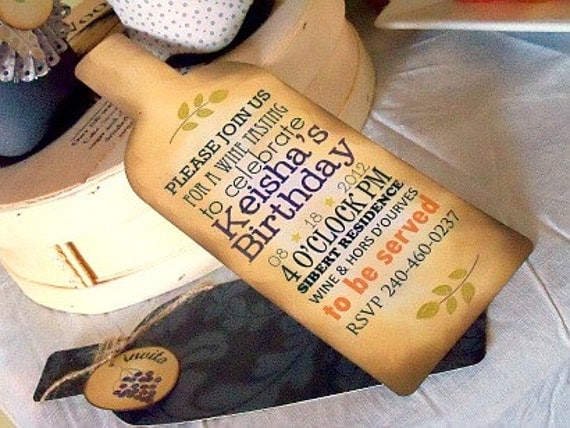 PLEASE JOIN US
FOR A WINE TASTING
to celebrate
Keisha's
Birthday
08 ★ 18 ★ 2012
4 O'CLOCK PM
SIBERT RESIDENCE
WINE & HORS D'OURVES
to be served
RSVP 240-460-0237
Invita